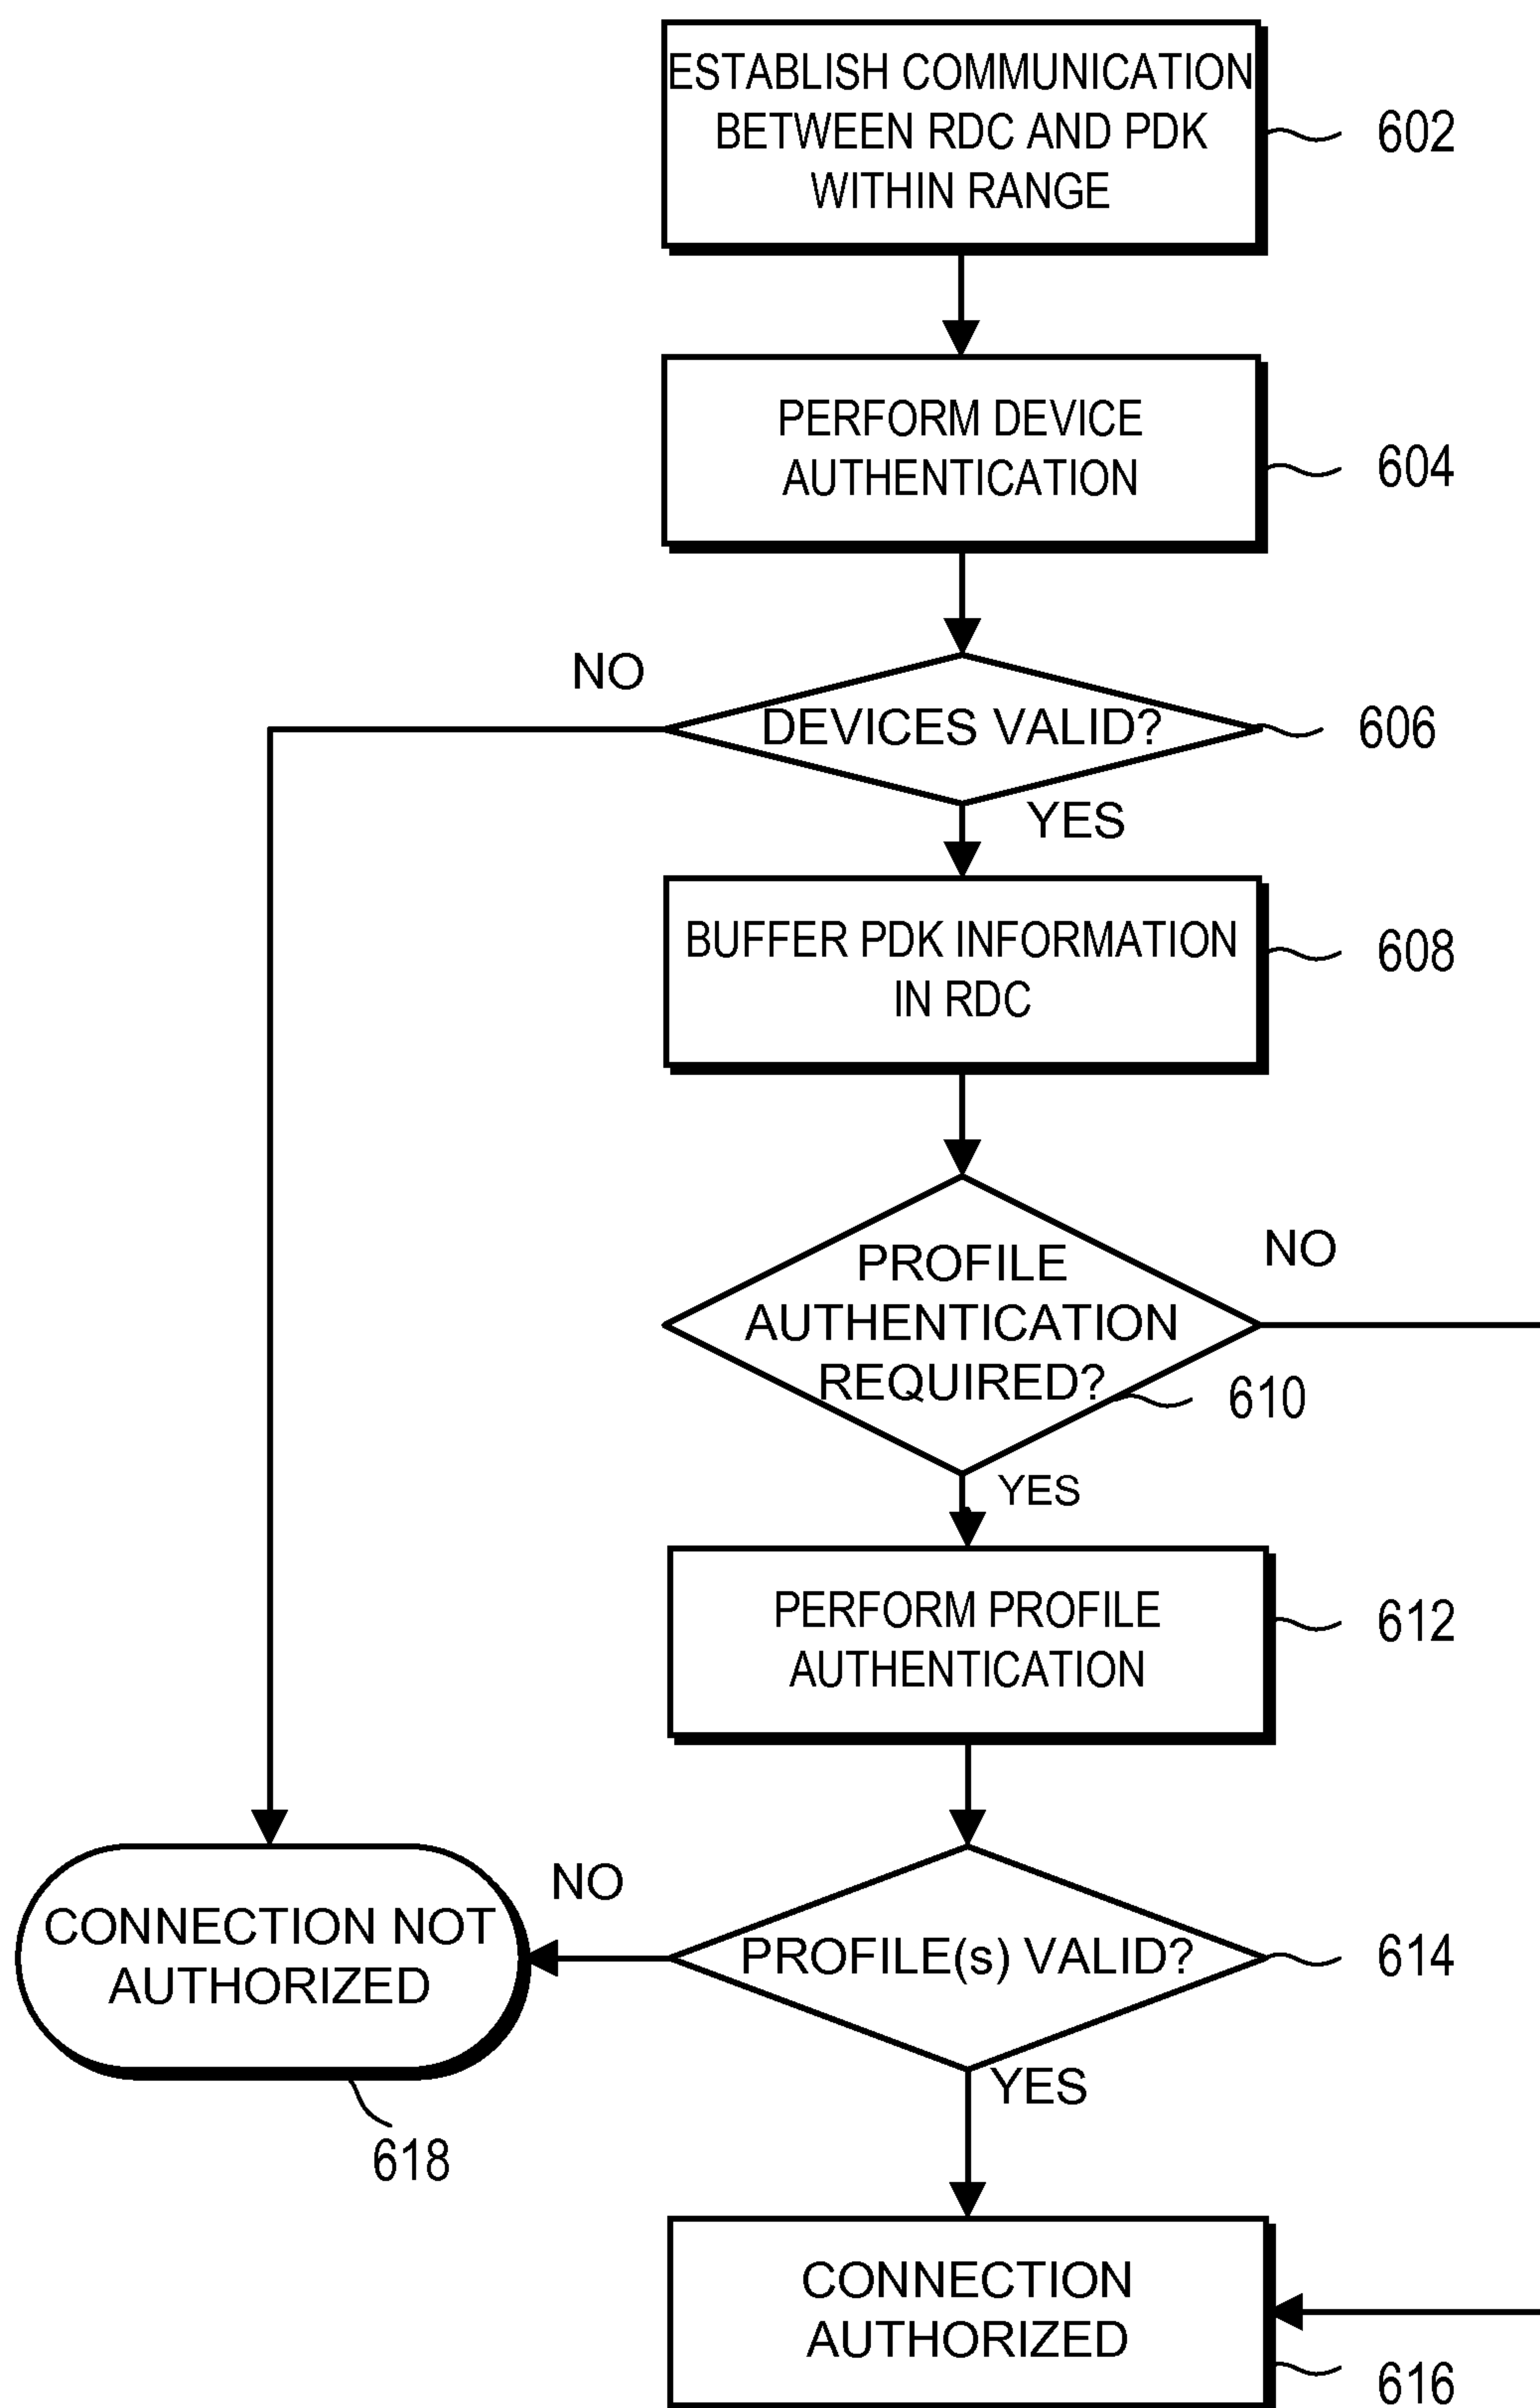 ESTABLISH COMMUNICATION
BETWEEN RDC AND PDK
WITHIN RANGE
602
PERFORM DEVICE
AUTHENTICATION
604
NO
DEVICES VALID?
606
YES
BUFFER PDK INFORMATION
IN RDC
608
PROFILE
AUTHENTICATION
REQUIRED?
NO
610
YES
PERFORM PROFILE
AUTHENTICATION
612
CONNECTION NOT
AUTHORIZED
NO
PROFILE(s) VALID?
614
YES
618
CONNECTION
AUTHORIZED
616